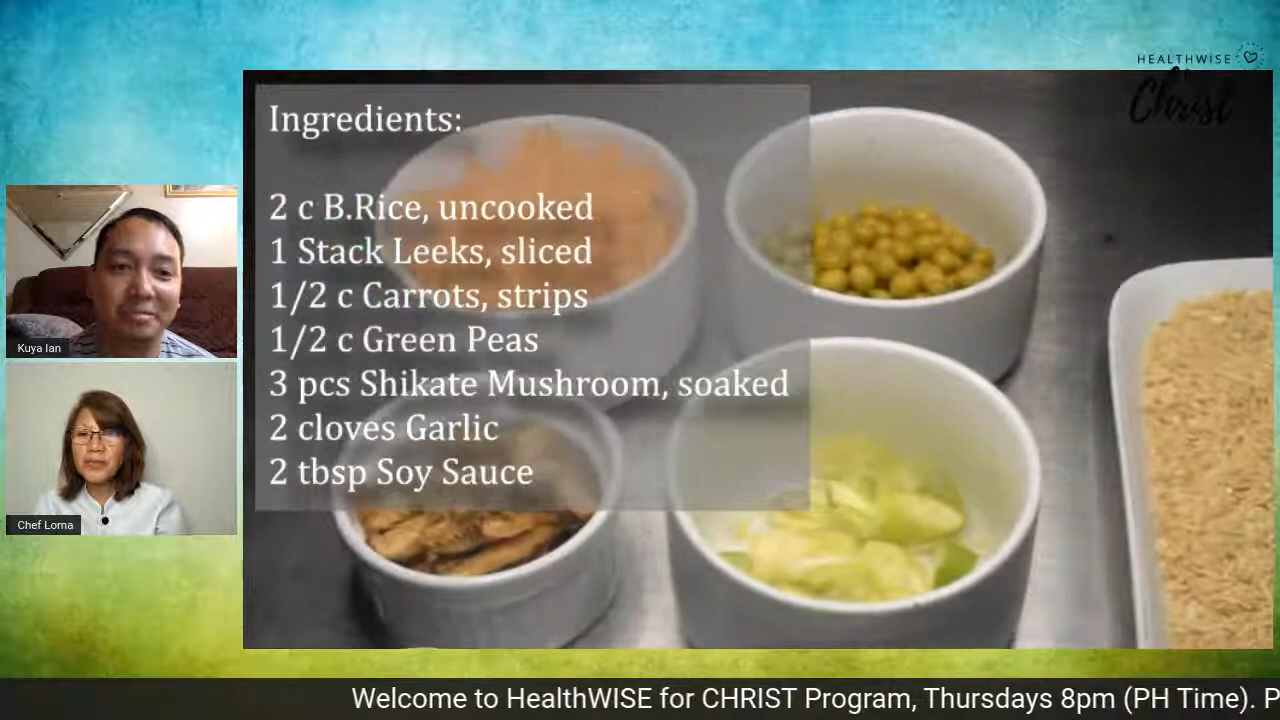 HEALTHWISE
Christ
Ingredients:
2 c B.Rice, uncooked
1 Stack Leeks, sliced
1/2 c Carrots, strips
1/2 c Green Peas
3 pcs Shikate Mushroom, soaked
2 cloves Garlic
2 tbsp Soy Sauce
Kuya Ian
Chef Lorna
Welcome to HealthWISE for CHRIST Program, Thursdays 8pm (PH Time). P